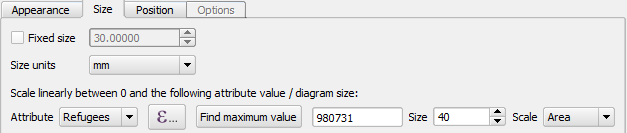 Appearance Size Position Options
Fixed size 30.00000
Size units mm
Scale linearly between 0 and the following attribute value / diagram size:
Attribute Refugees ε... Find maximum value 980731 Size 40 Scale Area